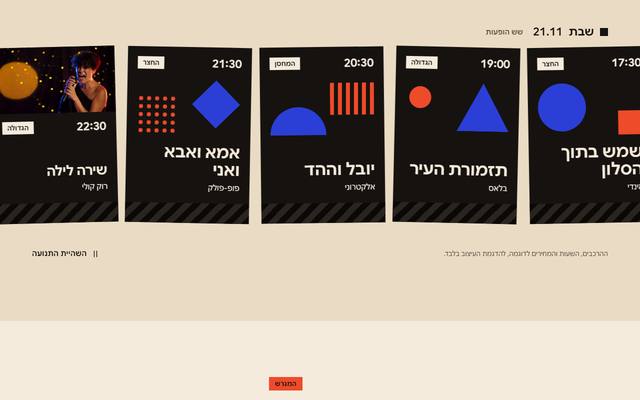 שבת 21.11 שש הופעות
17:30
החצר
שמש בתוך
הסלון
אינדי
19:00
הגדולה
תזמורת העיר
בלאס
20:30
המחסן
יובל וההד
אלקטרוני
21:30
החצר
אמא ואבא
ואני
פופ-פולק
22:30
הגדולה
שירה לילה
רוק קולי
ההרכבים, השעות והמחירים לדוגמה, להדגמת העיצוב בלבד.
השהיית התנועה
המגרש